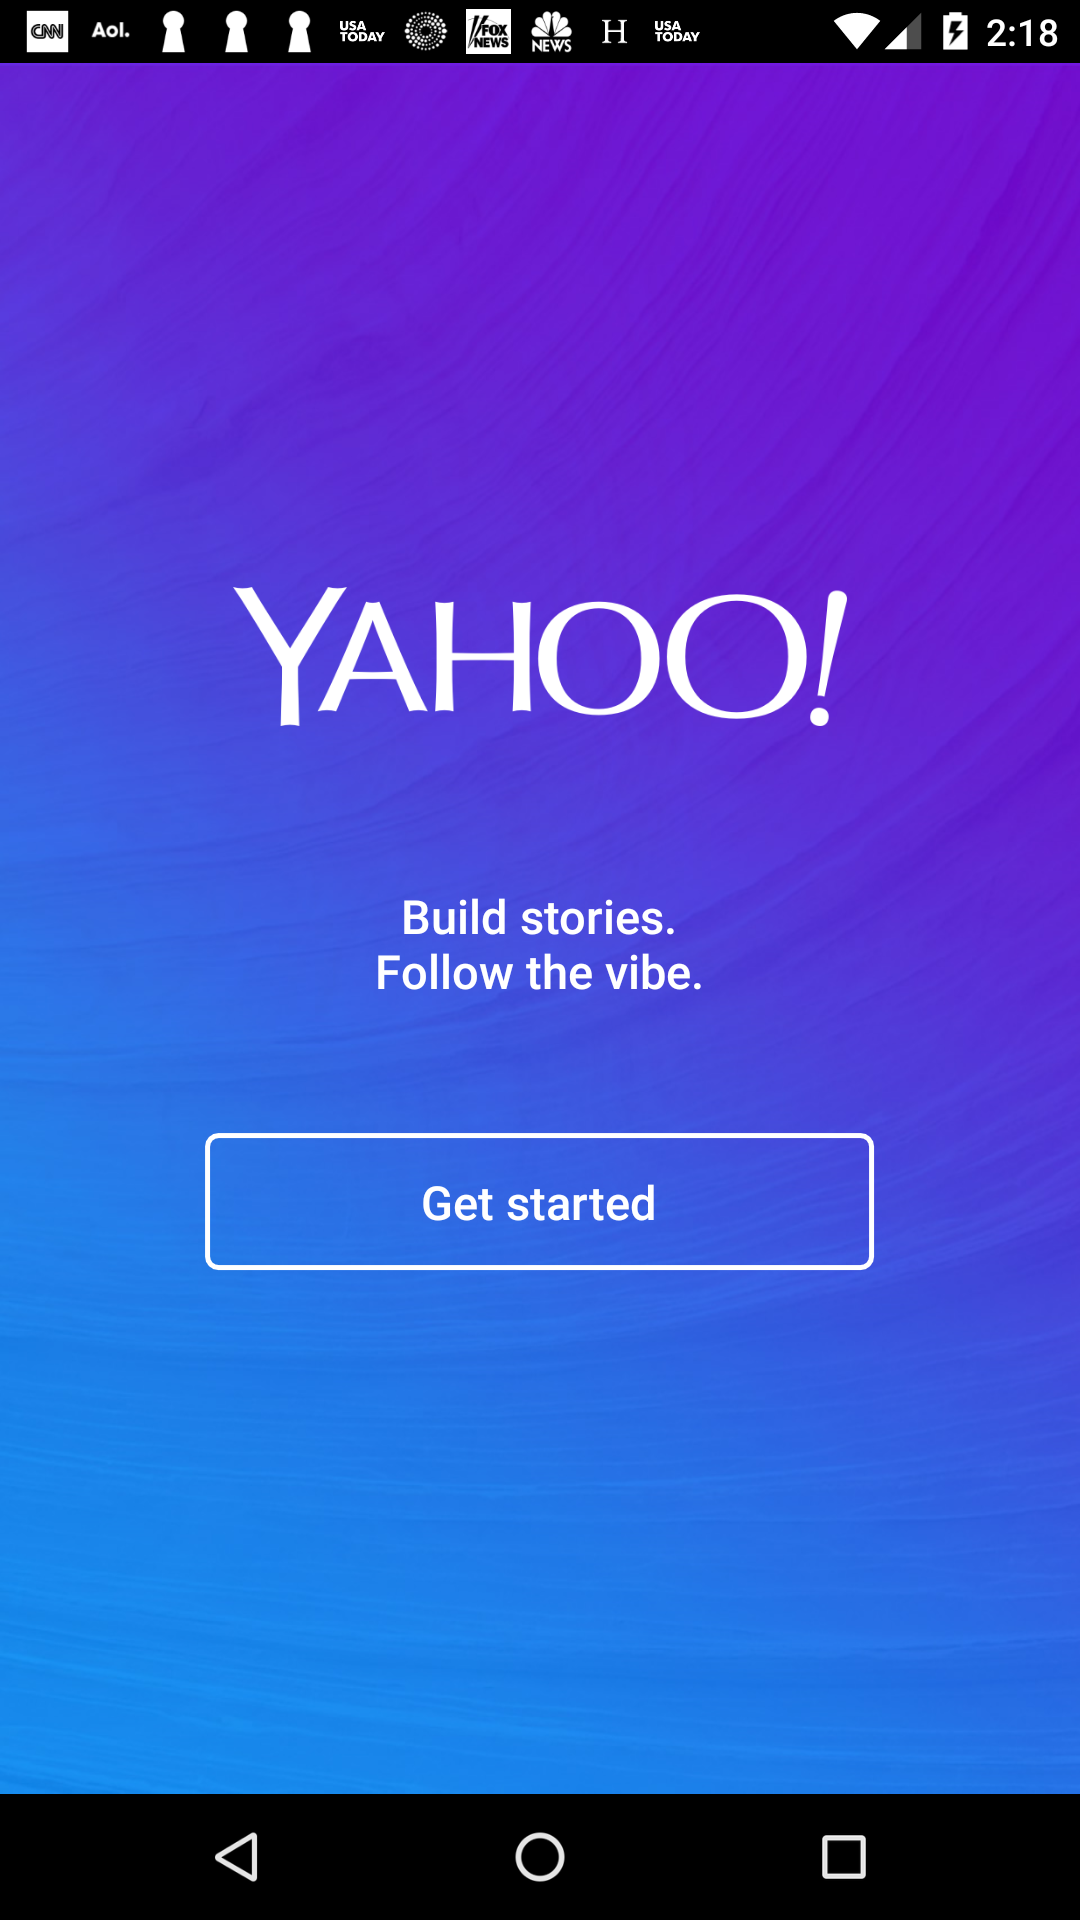 CNN Aol. USA TODAY FOX NEWS NEWS H USA TODAY 2:18
YAHOO!
Build stories.
Follow the vibe.
Get started